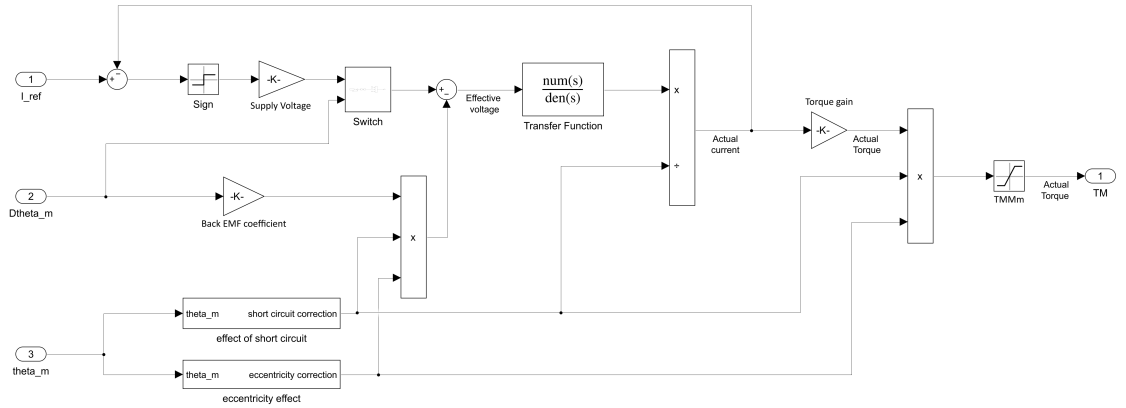 1
I_ref
+
-
Sign
-K-
Supply Voltage
Switch
+
-
Effective
voltage
num(s)
den(s)
Transfer Function
x
÷
Actual
current
Torque gain
-K-
Actual
Torque
x
TMMm
Actual
Torque
1
TM
2
Dtheta_m
-K-
Back EMF coefficient
x
theta_m
short circuit correction
effect of short circuit
3
theta_m
theta_m
eccentricity correction
eccentricity effect